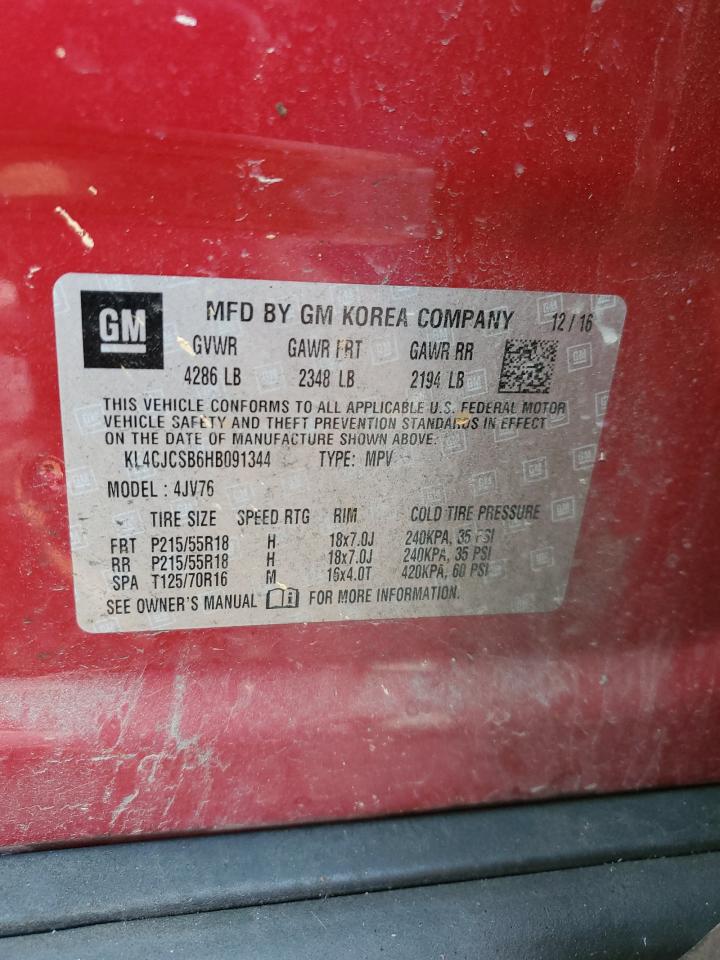 GM MFD BY GM KOREA COMPANY 12 / 16
GVWR GAWR FRT GAWR RR
4286 LB 2348 LB 2194 LB
THIS VEHICLE CONFORMS TO ALL APPLICABLE U.S. FEDERAL MOTOR
VEHICLE SAFETY AND THEFT PREVENTION STANDARDS IN EFFECT
ON THE DATE OF MANUFACTURE SHOWN ABOVE.
KL4CJCSB6HB091344 TYPE: MPV
MODEL : 4JV76
TIRE SIZE SPEED RTG RIM COLD TIRE PRESSURE
FRT P215/55R18 H 18x7.0J 240KPA, 35 PSI
RR P215/55R18 H 18x7.0J 240KPA, 35 PSI
SPA T125/70R16 M 16x4.0T 420KPA, 60 PSI
SEE OWNER'S MANUAL FOR MORE INFORMATION.